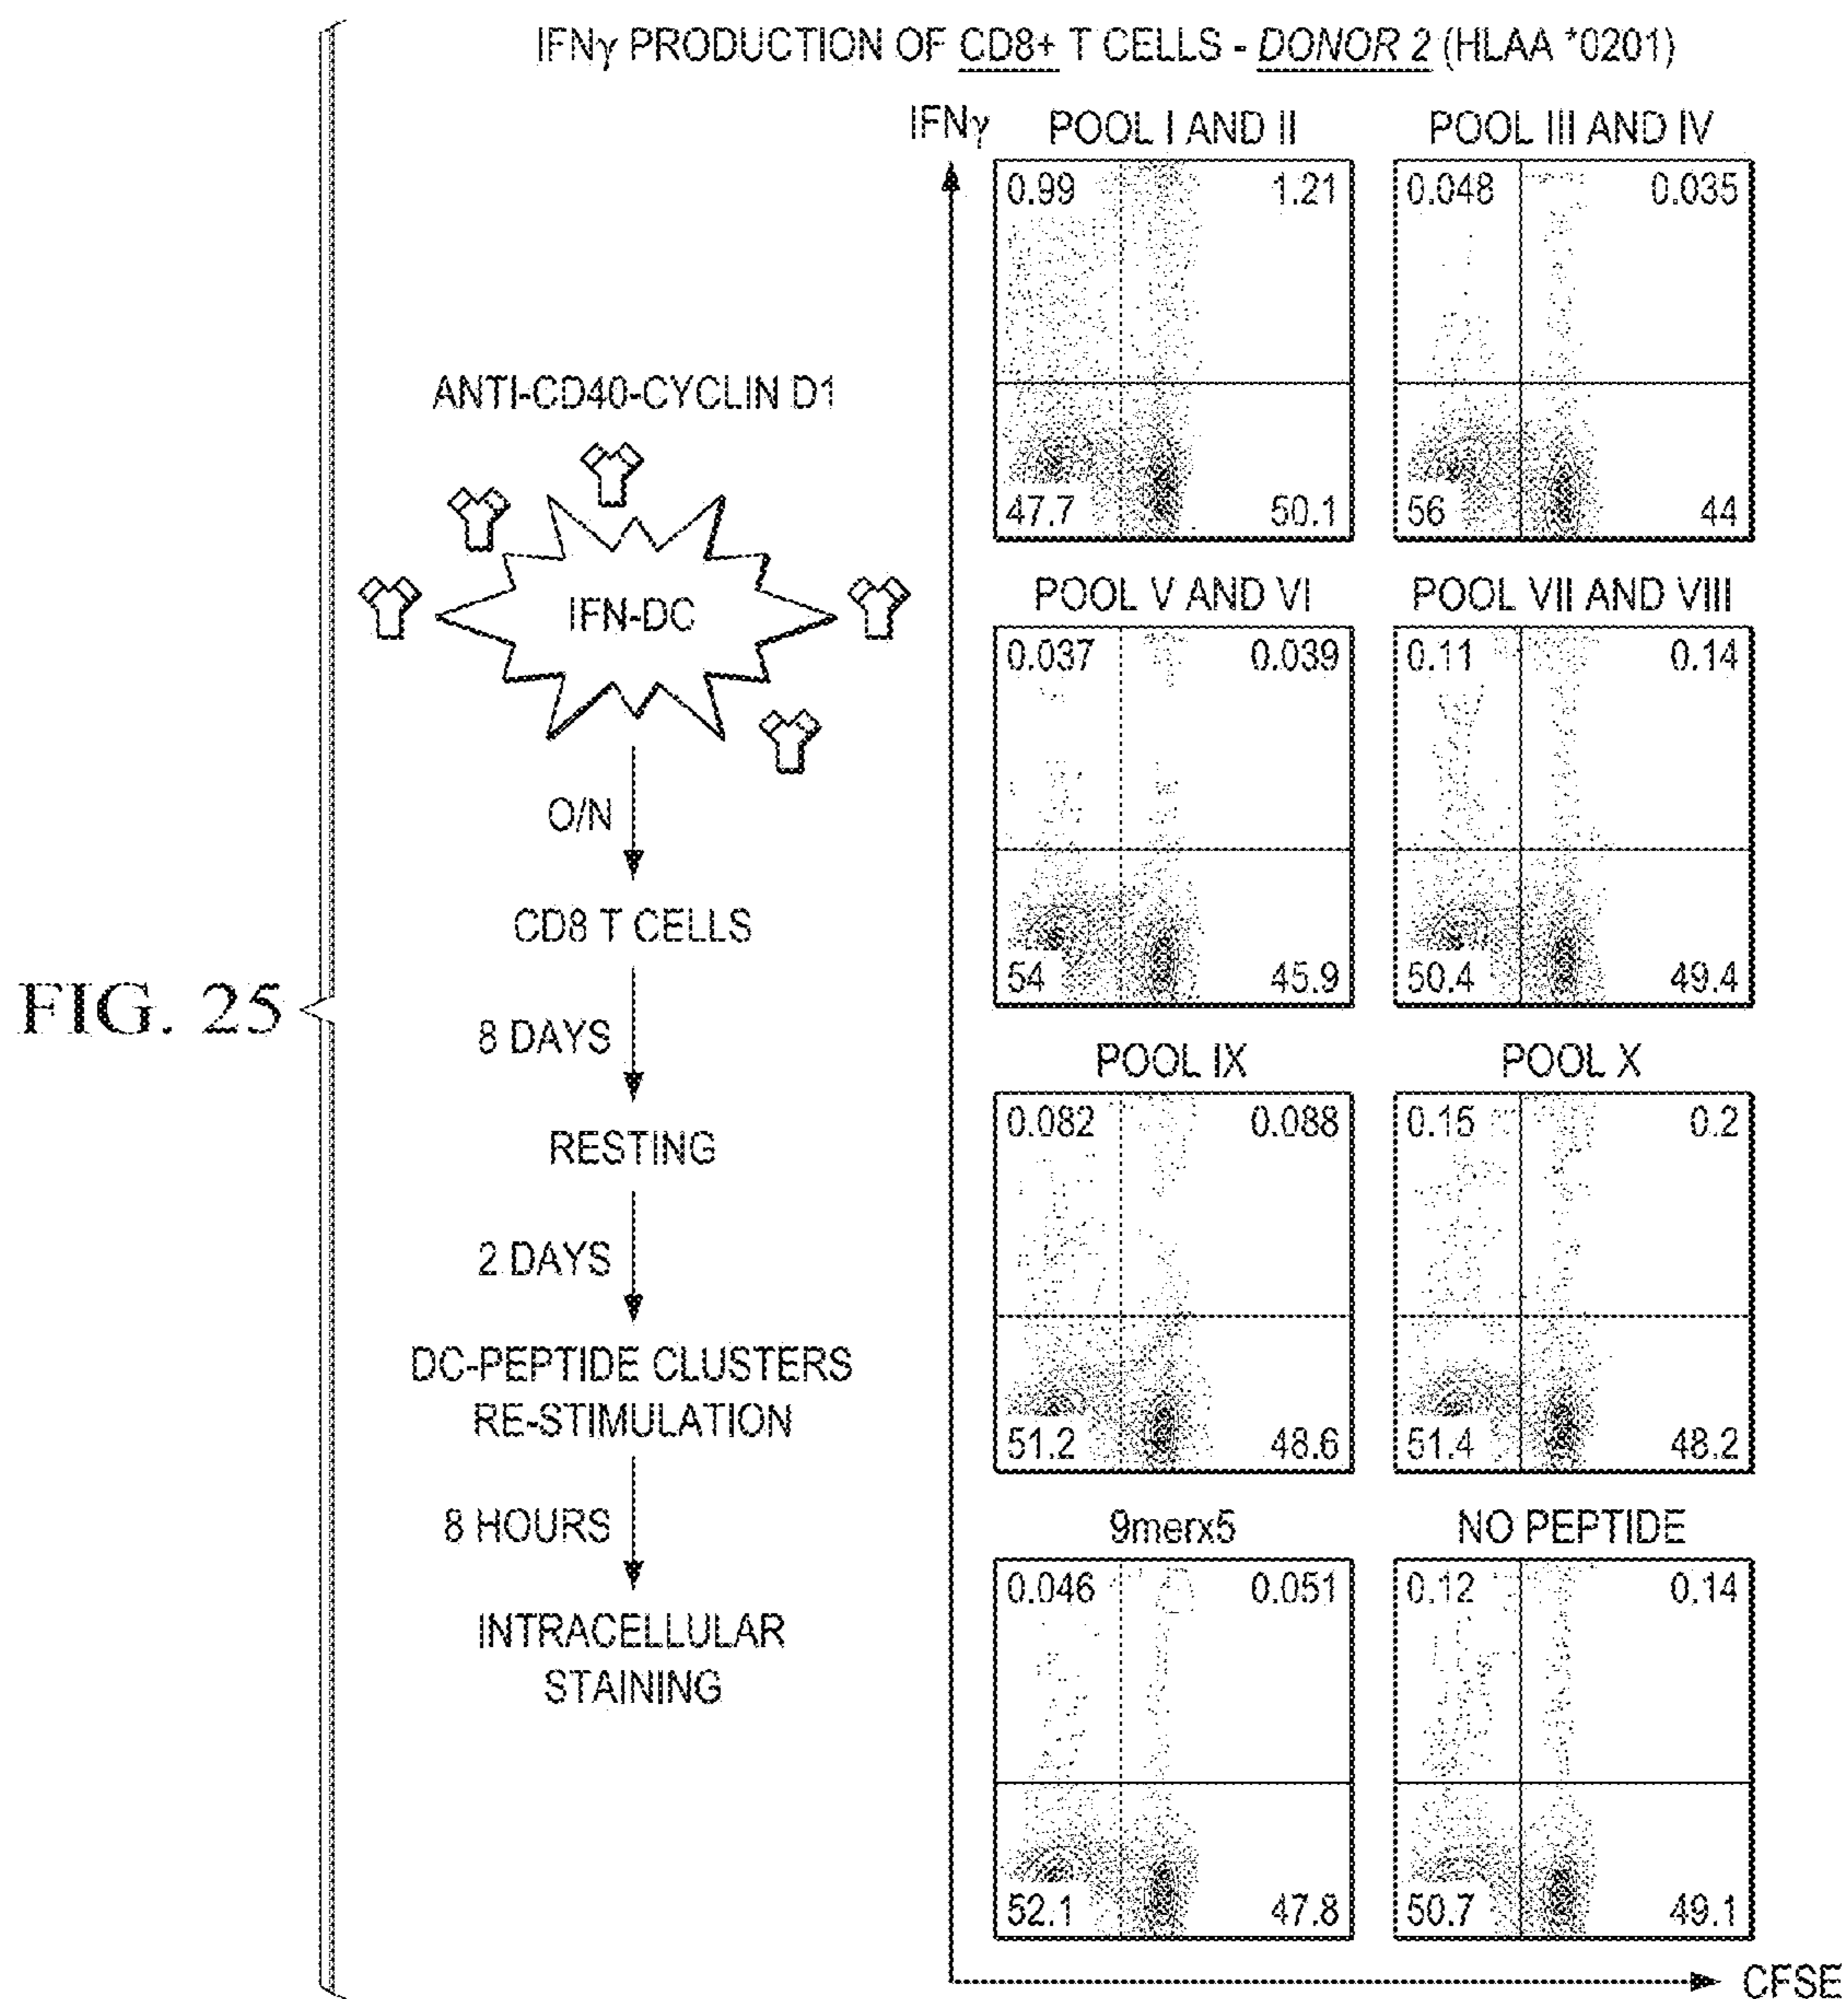 IFNγ PRODUCTION OF CD8+ T CELLS - DONOR 2 (HLAA *0201)
FIG. 25
ANTI-CD40-CYCLIN D1
IFN-DC
O/N
CD8 T CELLS
8 DAYS
RESTING
2 DAYS
DC-PEPTIDE CLUSTERS
RE-STIMULATION
8 HOURS
INTRACELLULAR
STAINING
IFNγ
POOL I AND II
POOL III AND IV
0.99 1.21
0.048 0.035
47.7 50.1
56 44
POOL V AND VI
POOL VII AND VIII
0.037 0.039
0.11 0.14
54 45.9
50.4 49.4
POOL IX
POOL X
0.082 0.088
0.15 0.2
51.2 48.6
51.4 48.2
9merx5
NO PEPTIDE
0.046 0.051
0.12 0.14
52.1 47.8
50.7 49.1
CFSE